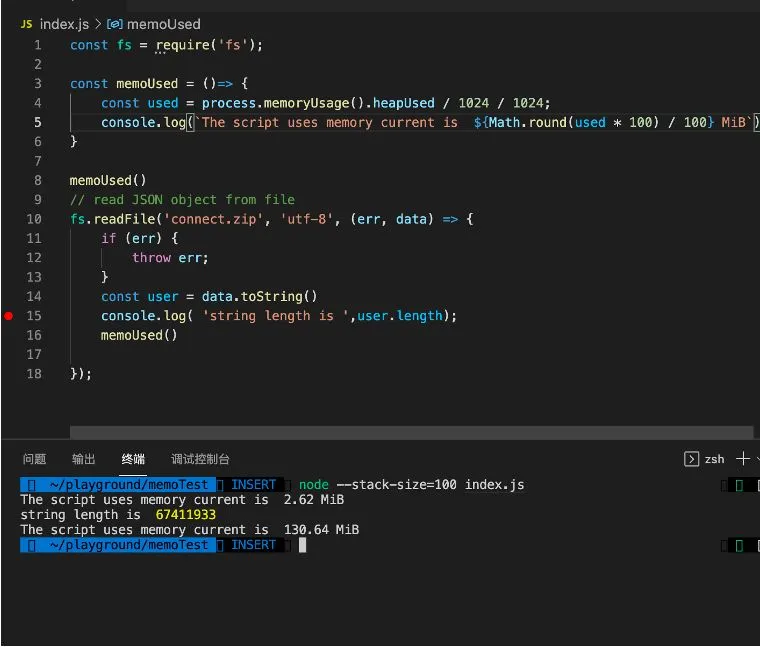 JS index.js > memoUsed
1 const fs = require('fs');
2
3 const memoUsed = ()=> {
4 const used = process.memoryUsage().heapUsed / 1024 / 1024;
5 console.log(`The script uses memory current is  ${Math.round(used * 100) / 100} MiB`)
6 }
7
8 memoUsed()
9 // read JSON object from file
10 fs.readFile('connect.zip', 'utf-8', (err, data) => {
11 if (err) {
12 throw err;
13 }
14 const user = data.toString()
15 console.log( 'string length is ',user.length);
16 memoUsed()
17
18 });
问题 输出 终端 调试控制台 zsh
~/playground/memoTest INSERT node --stack-size=100 index.js
The script uses memory current is  2.62 MiB
string length is  67411933
The script uses memory current is  130.64 MiB
~/playground/memoTest INSERT